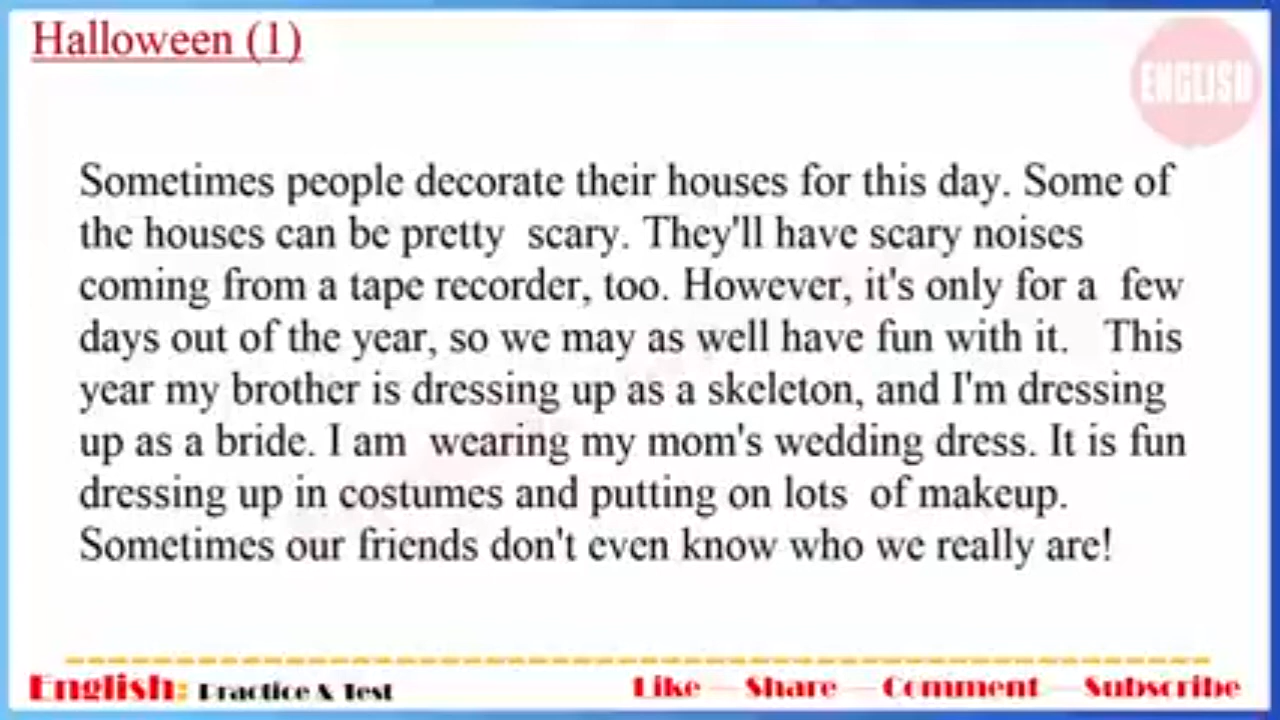 Halloween (1)
ENGLISH
Sometimes people decorate their houses for this day. Some of
the houses can be pretty scary. They'll have scary noises
coming from a tape recorder, too. However, it's only for a few
days out of the year, so we may as well have fun with it. This
year my brother is dressing up as a skeleton, and I'm dressing
up as a bride. I am wearing my mom's wedding dress. It is fun
dressing up in costumes and putting on lots of makeup.
Sometimes our friends don't even know who we really are!
English: Practice & Test
Like — Share — Comment — Subscribe